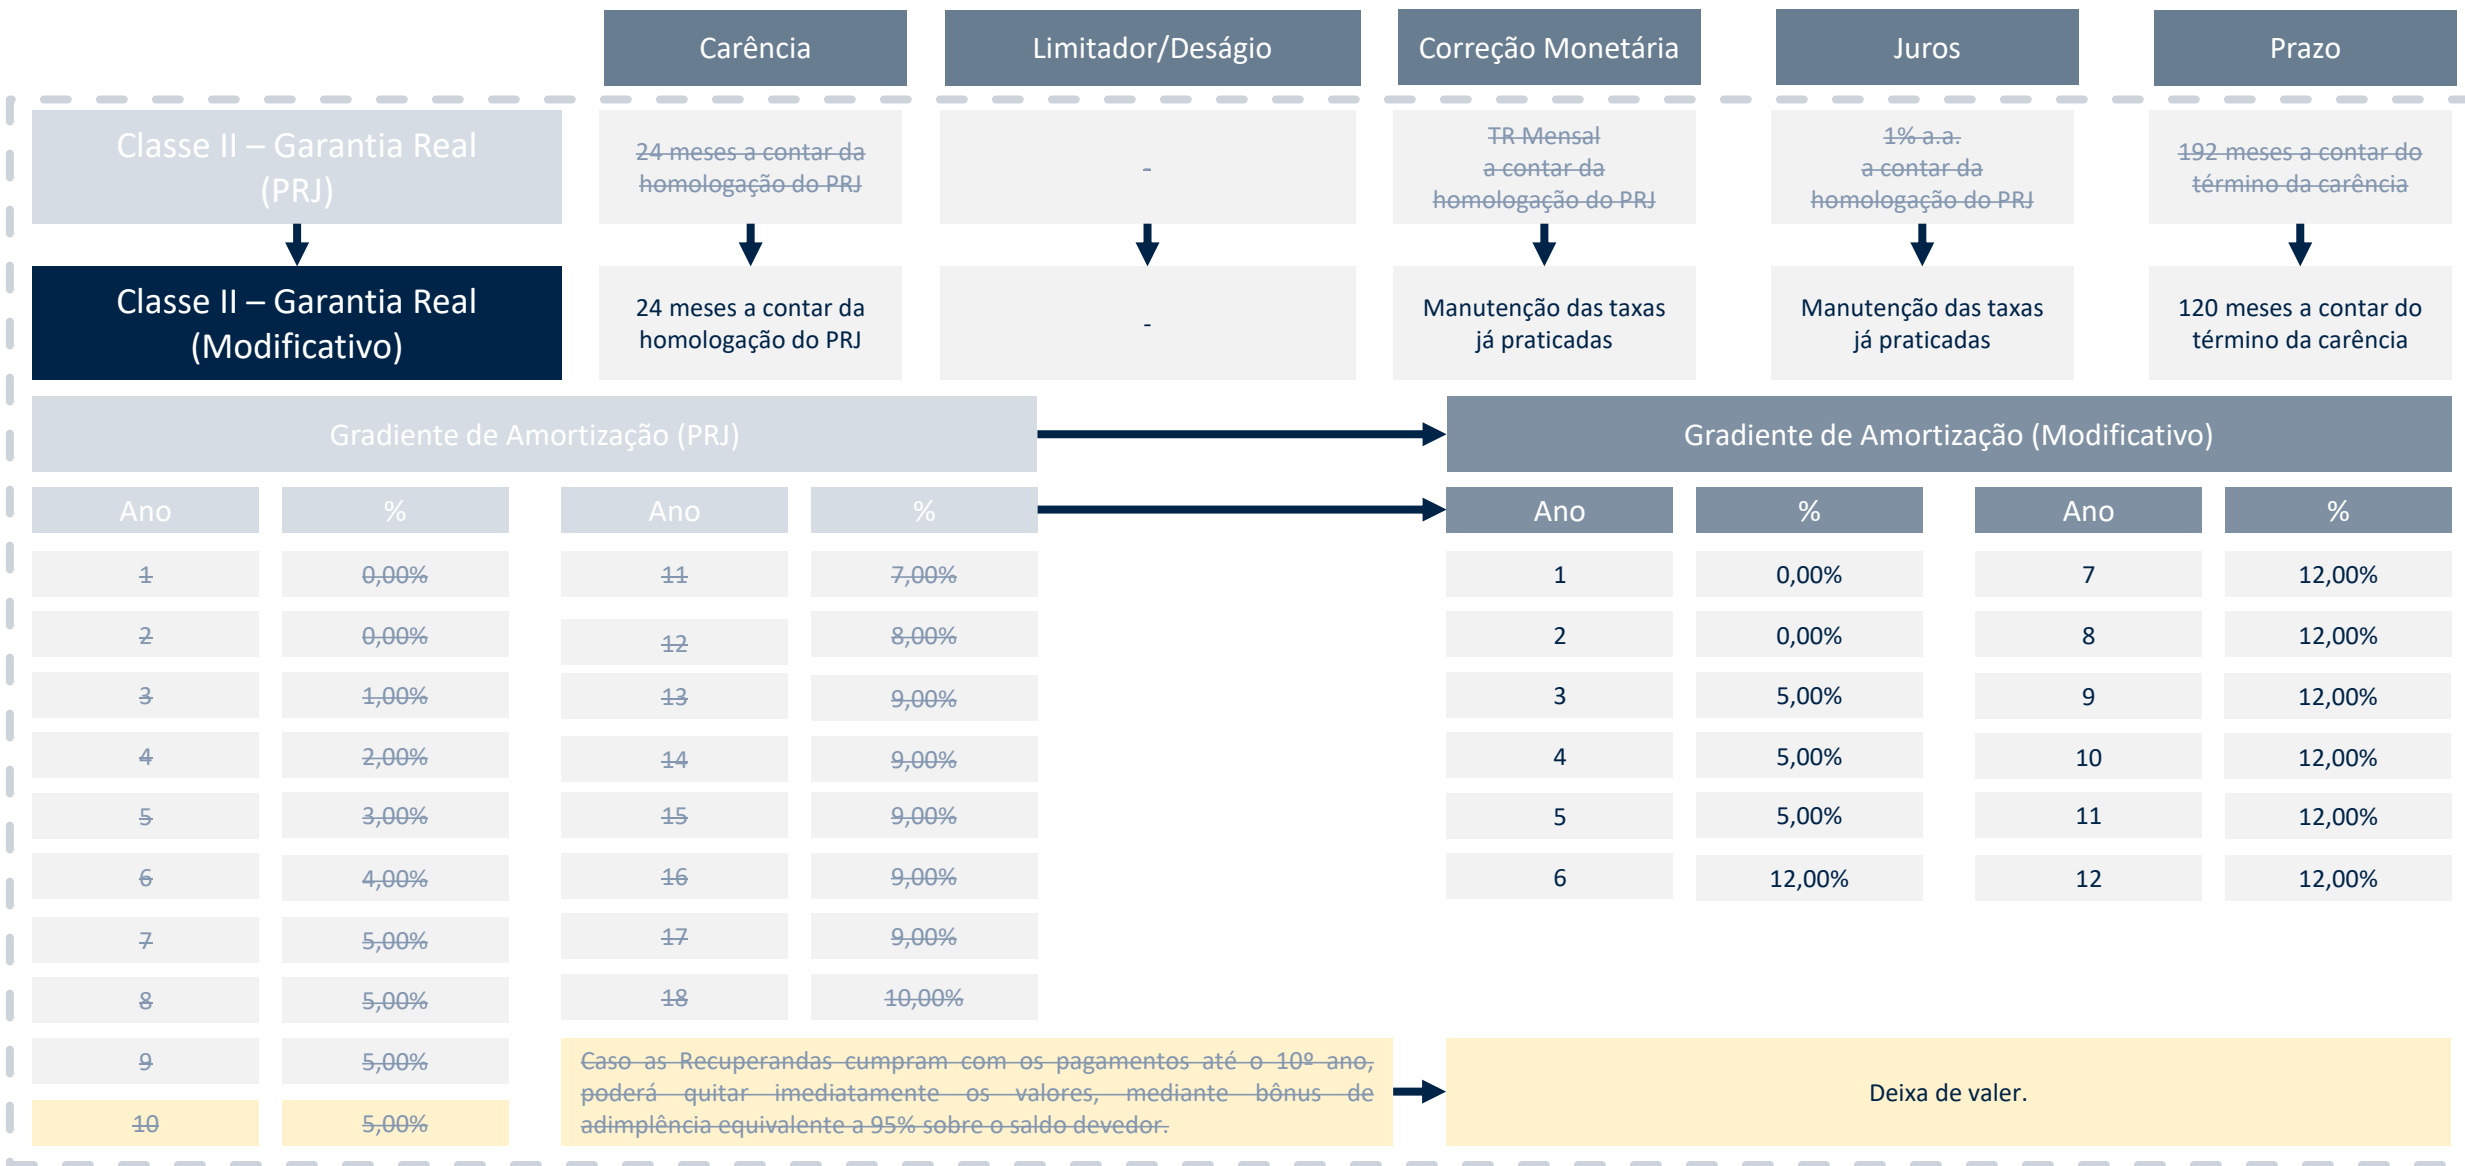 Carência
Limitador/Deságio
Correção Monetária
Juros
Prazo
Classe II – Garantia Real
(PRJ)
24 meses a contar da
homologação do PRJ
-
TR Mensal
a contar da
homologação do PRJ
1% a.a.
a contar da
homologação do PRJ
192 meses a contar do
término da carência
Classe II – Garantia Real
(Modificativo)
24 meses a contar da
homologação do PRJ
-
Manutenção das taxas
já praticadas
Manutenção das taxas
já praticadas
120 meses a contar do
término da carência
Gradiente de Amortização (PRJ)
Gradiente de Amortização (Modificativo)
Ano % Ano % Ano % Ano %
1 0,00% 11 7,00% 1 0,00% 7 12,00%
2 0,00% 12 8,00% 2 0,00% 8 12,00%
3 1,00% 13 9,00% 3 5,00% 9 12,00%
4 2,00% 14 9,00% 4 5,00% 10 12,00%
5 3,00% 15 9,00% 5 5,00% 11 12,00%
6 4,00% 16 9,00% 6 12,00% 12 12,00%
7 5,00% 17 9,00%
8 5,00% 18 10,00%
9 5,00%
10 5,00%
Caso as Recuperandas cumpram com os pagamentos até o 10º ano,
poderá quitar imediatamente os valores, mediante bônus de
adimplência equivalente a 95% sobre o saldo devedor.
Deixa de valer.